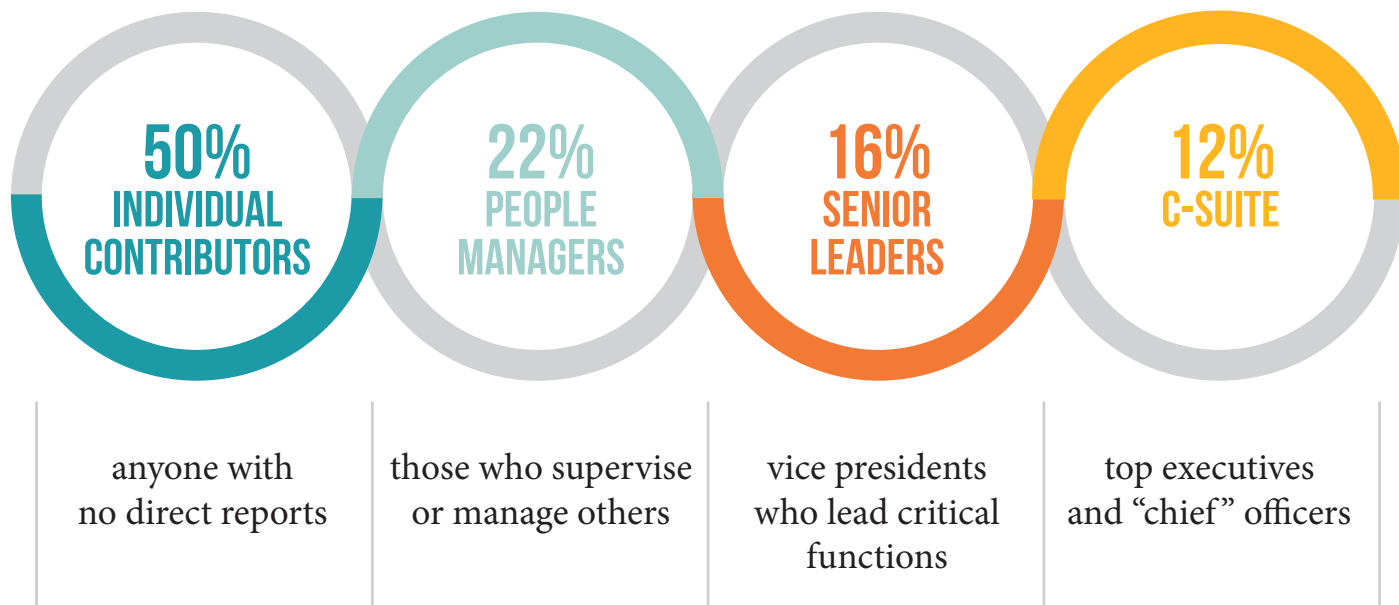 50%
INDIVIDUAL
CONTRIBUTORS
22%
PEOPLE
MANAGERS
16%
SENIOR
LEADERS
12%
C-SUITE
anyone with
no direct reports
those who supervise
or manage others
vice presidents
who lead critical
functions
top executives
and “chief” officers